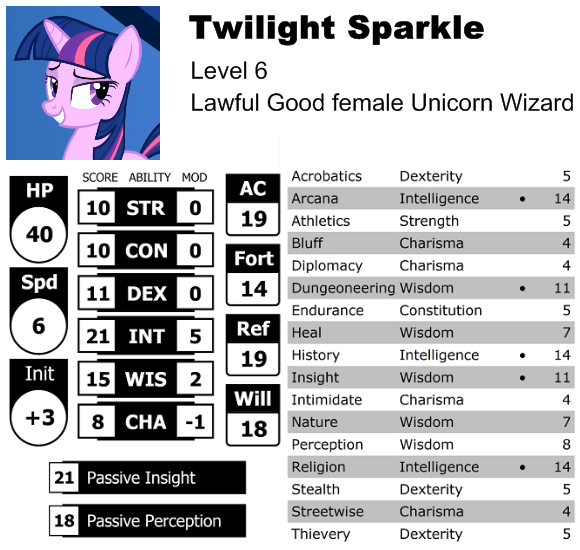 Twilight Sparkle
Level 6
Lawful Good female Unicorn Wizard
HP
40
Spd
6
Init
+3
SCORE ABILITY MOD
10 STR 0
10 CON 0
11 DEX 0
21 INT 5
15 WIS 2
8 CHA -1
AC
19
Fort
14
Ref
19
Will
18
21 Passive Insight
18 Passive Perception
Acrobatics Dexterity 5
Arcana Intelligence • 14
Athletics Strength 5
Bluff Charisma 4
Diplomacy Charisma 4
Dungeoneering Wisdom • 11
Endurance Constitution 5
Heal Wisdom 7
History Intelligence • 14
Insight Wisdom • 11
Intimidate Charisma 4
Nature Wisdom 7
Perception Wisdom 8
Religion Intelligence • 14
Stealth Dexterity 5
Streetwise Charisma 4
Thievery Dexterity 5